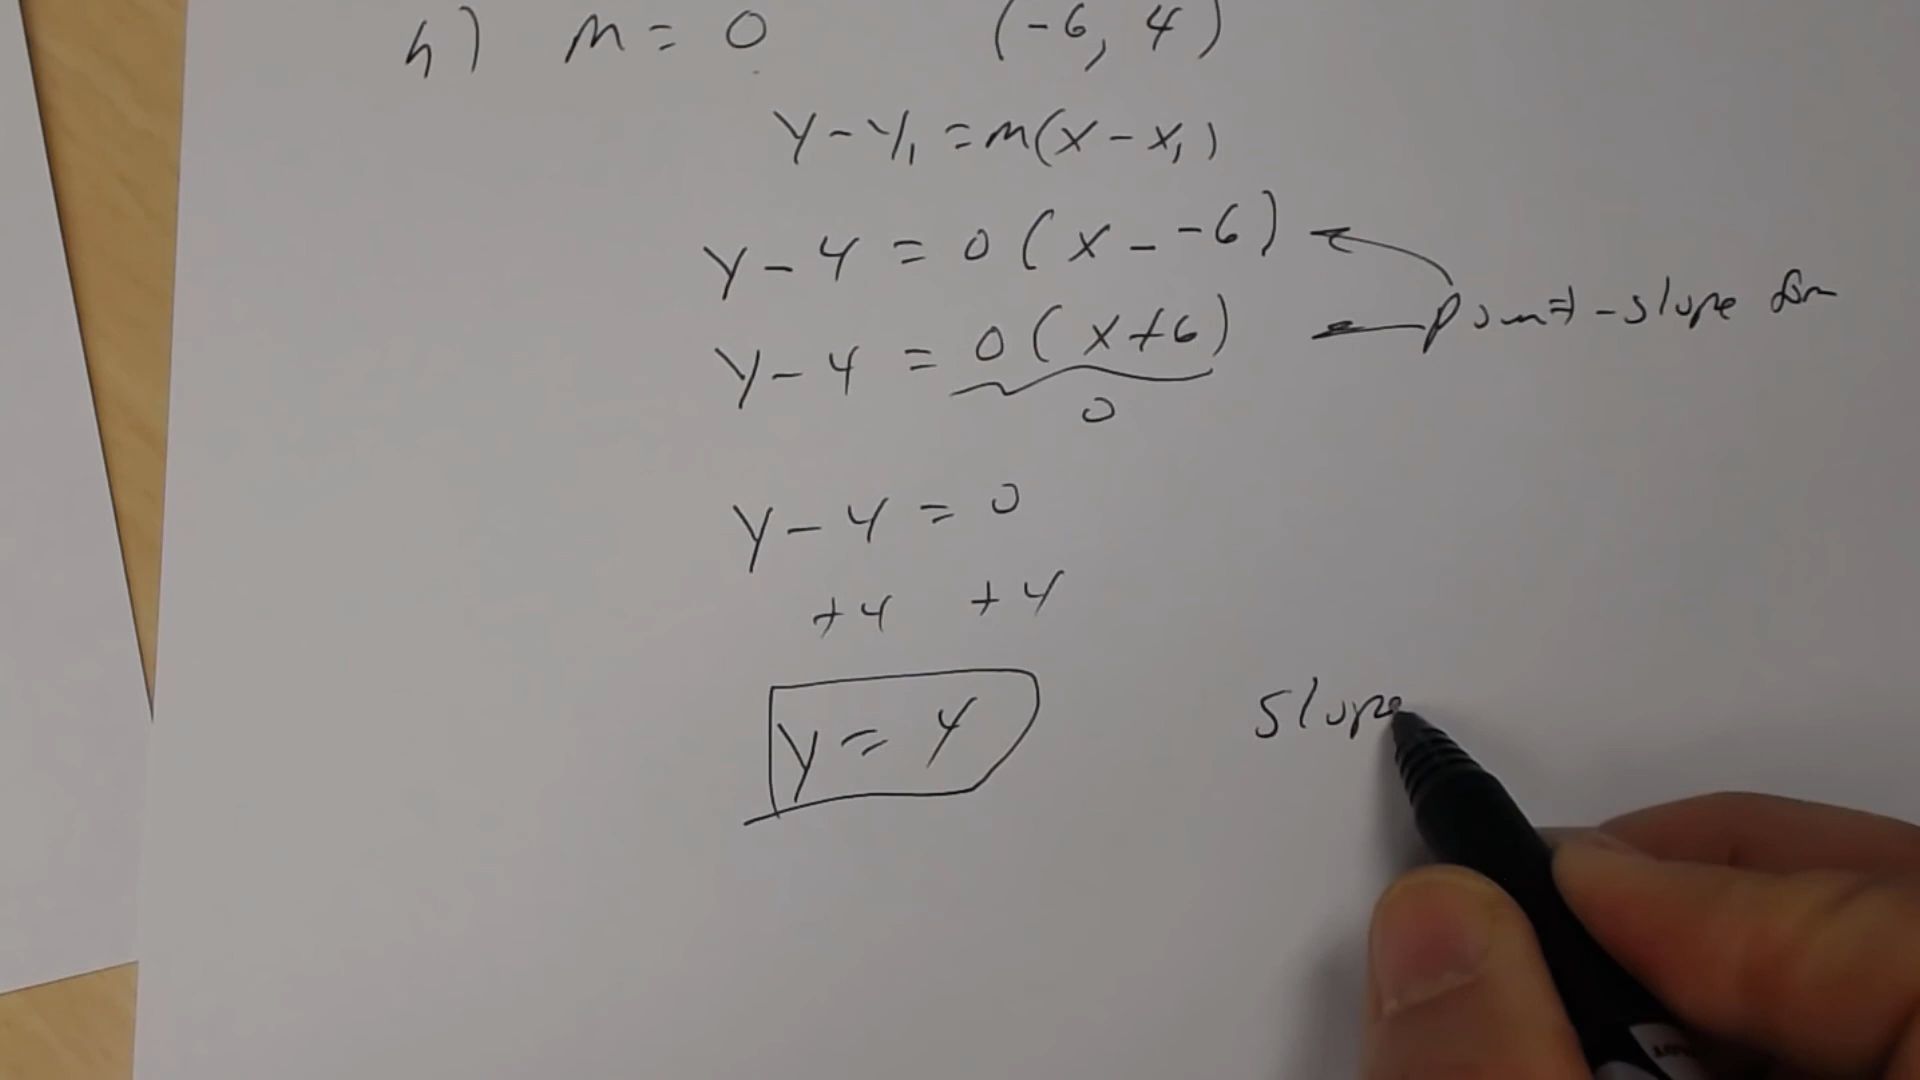 h) m = 0 (-6, 4)
y - y₁ = m(x - x₁)
y - 4 = 0(x - -6)
point-slope form
y - 4 = 0(x+6)
0
y - 4 = 0
+4 +4
y = 4
slope